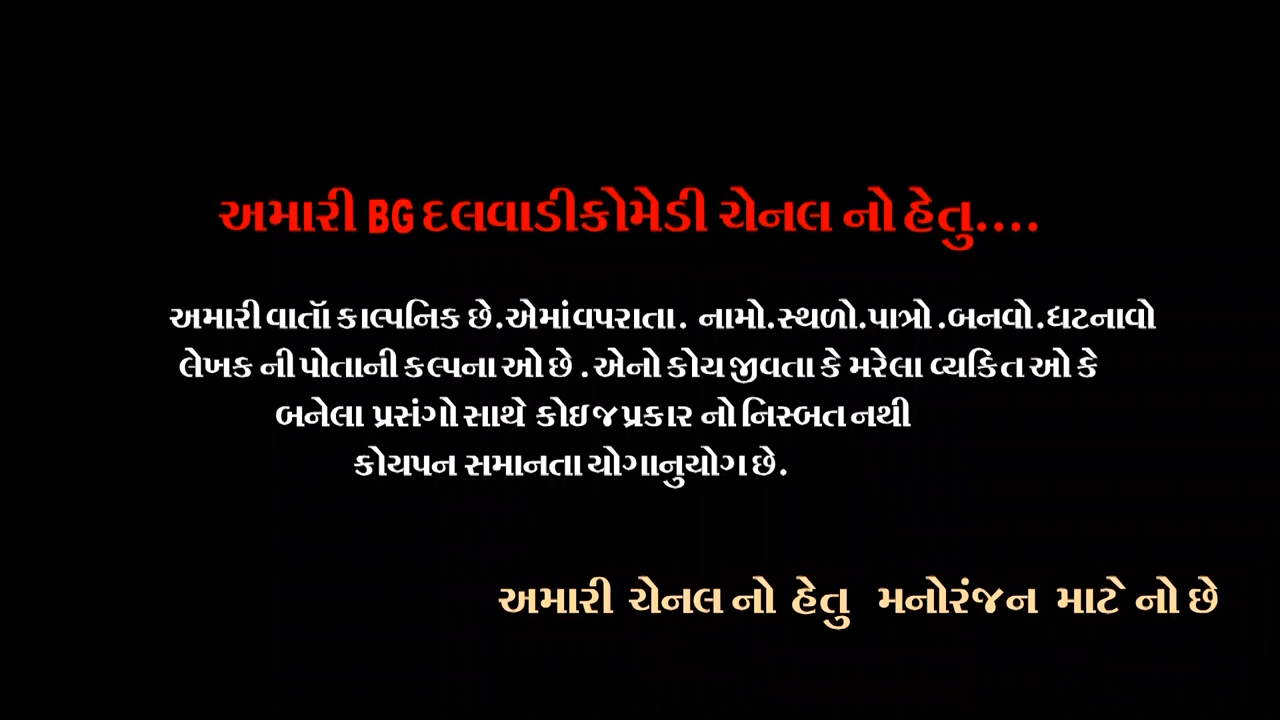 અમારી BG દલવાડીકોમેડી ચેનલ નો હેતુ....
અમારી વાતૉ કાલ્પનિક છે.એમાં વપરાતા. નામો.સ્થળો.પાત્રો .બનવો .ધટનાવો
લેખક ની પોતાની કલ્પના ઓ છે . એનો કોય જીવતા કે મરેલા વ્યકિત ઓ કે
બનેલા પ્રસંગો સાથે કોઇ જ પ્રકાર નો નિસ્બત નથી
કોયપન સમાનતા યોગાનુયોગ છે.
અમારી ચેનલ નો હેતુ મનોરંજન માટે નો છે